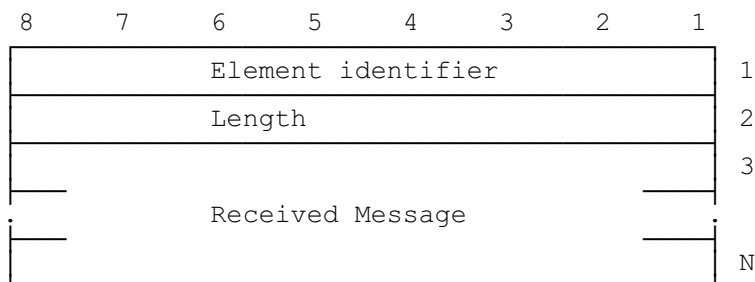 8 7 6 5 4 3 2 1
Element identifier 1
Length 2
3
Received Message
N